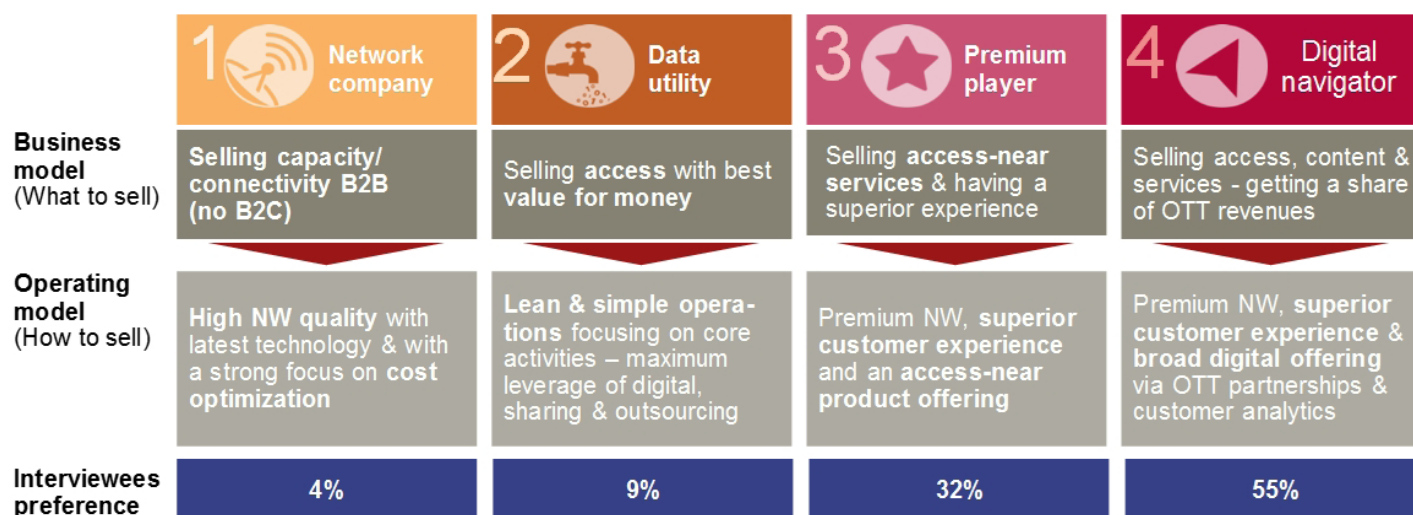 1
Network
company
2
Data
utility
3
Premium
player
4
Digital
navigator
Business
model
(What to sell)
Selling capacity/
connectivity B2B
(no B2C)
Selling access with best
value for money
Selling access-near
services & having a
superior experience
Selling access, content &
services - getting a share
of OTT revenues
Operating
model
(How to sell)
High NW quality with
latest technology & with
a strong focus on cost
optimization
Lean & simple opera-
tions focusing on core
activities – maximum
leverage of digital,
sharing & outsourcing
Premium NW, superior
customer experience
and an access-near
product offering
Premium NW, superior
customer experience &
broad digital offering
via OTT partnerships &
customer analytics
Interviewees
preference
4%
9%
32%
55%